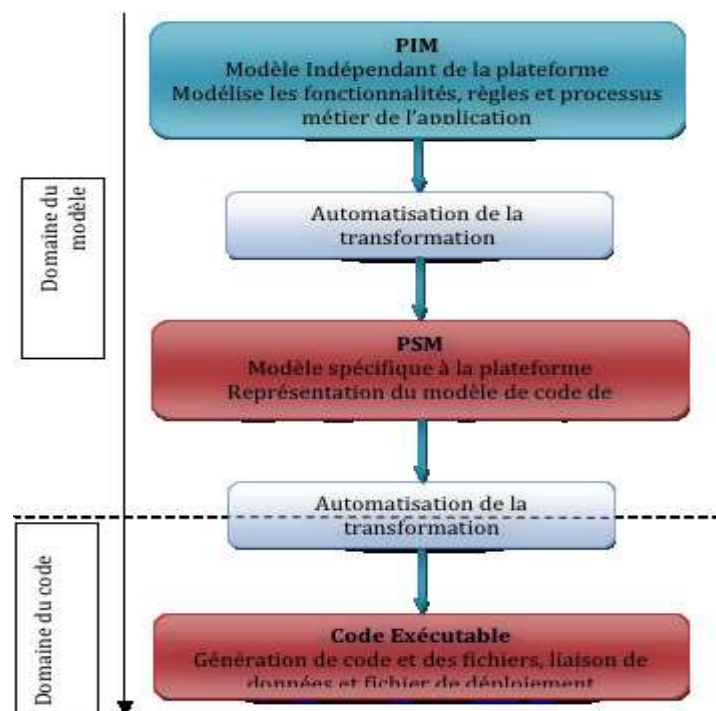 PIM
Modèle Indépendant de la plateforme
Modélise les fonctionnalités, règles et processus
métier de l'application
Domaine du
modèle
Automatisation de la
transformation
PSM
Modèle spécifique à la plateforme
Représentation du modèle de code de
Automatisation de la
transformation
Domaine du code
Code Exécutable
Génération de code et des fichiers, liaison de
données et fichier de déploiement